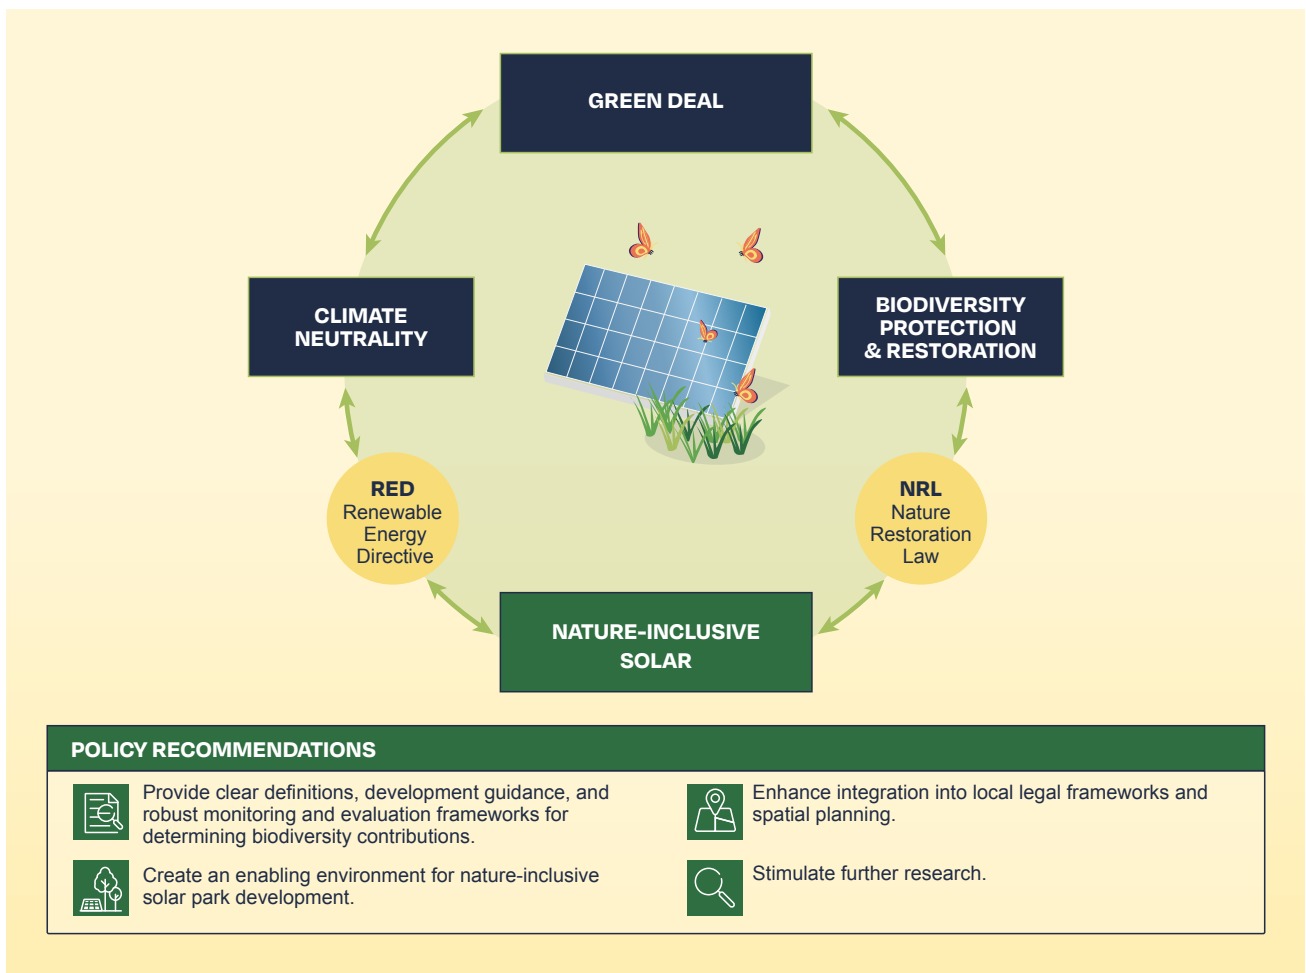 GREEN DEAL
CLIMATE
NEUTRALITY
BIODIVERSITY
PROTECTION
& RESTORATION
RED
Renewable
Energy
Directive
NRL
Nature
Restoration
Law
NATURE-INCLUSIVE
SOLAR
POLICY RECOMMENDATIONS
Provide clear definitions, development guidance, and
robust monitoring and evaluation frameworks for
determining biodiversity contributions.
Create an enabling environment for nature-inclusive
solar park development.
Enhance integration into local legal frameworks and
spatial planning.
Stimulate further research.